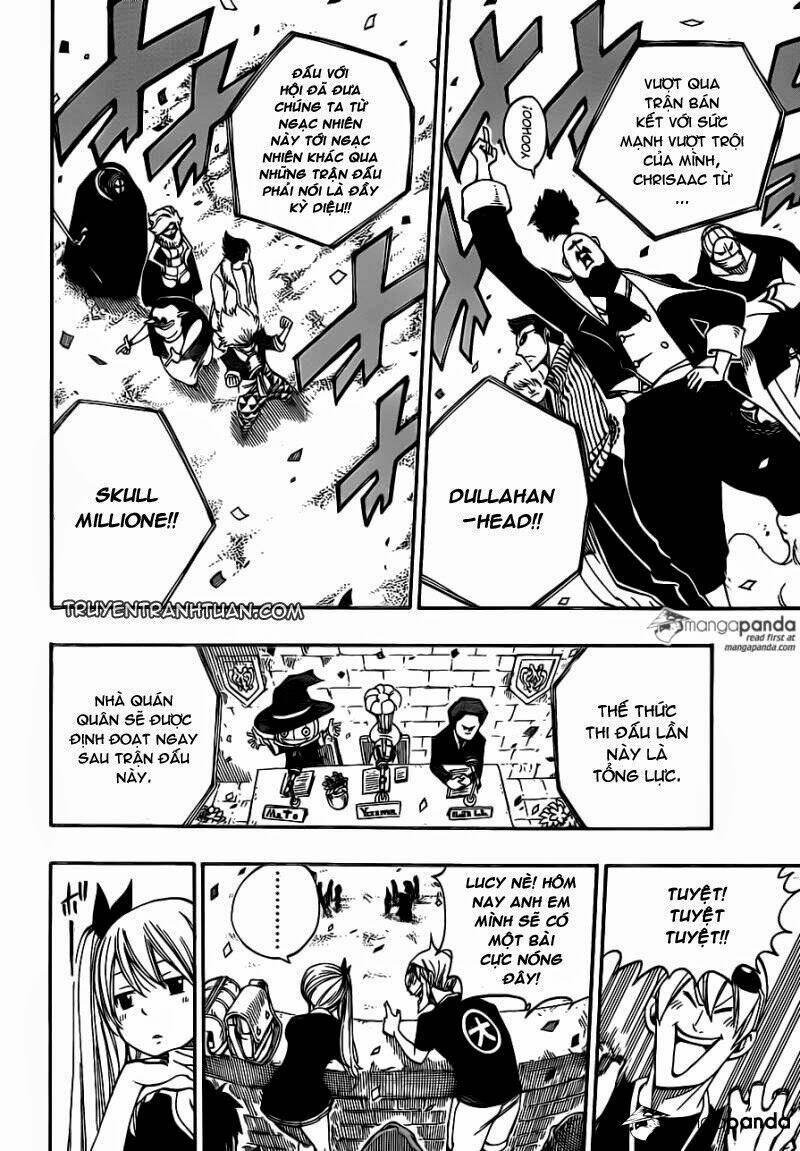 VƯỢT QUA
TRẬN BÁN
KẾT VỚI SỨC
MẠNH VƯỢT TRỘI
CỦA MÌNH,
CHRISAAC TỪ
...
YOOHOO!
DULLAHAN
-HEAD!!
ĐẤU VỚI
HỘI ĐÃ ĐƯA
CHÚNG TA TỪ
NGẠC NHIÊN
NÀY TỚI NGẠC
NHIÊN KHÁC QUA
NHỮNG TRẬN ĐẤU
PHẢI NÓI LÀ ĐẦY
KỲ DIỆU!!
SKULL
MILLIONE!!
TRUYENTRANHTUAN.COM
mangapanda
read first at
mangapanda.com
THỂ THỨC
THI ĐẤU LẦN
NÀY LÀ
TỔNG LỰC.
NHÀ QUÁN
QUÂN SẼ ĐƯỢC
ĐỊNH ĐOẠT NGAY
SAU TRẬN ĐẤU
NÀY.
Mato
Yazima
TUYỆT!
TUYỆT
TUYỆT!!
LUCY NÈ! HÔM
NAY ANH EM
MÌNH SẼ CÓ
MỘT BÀI
CỰC NÓNG
ĐÂY!
大
mangapanda